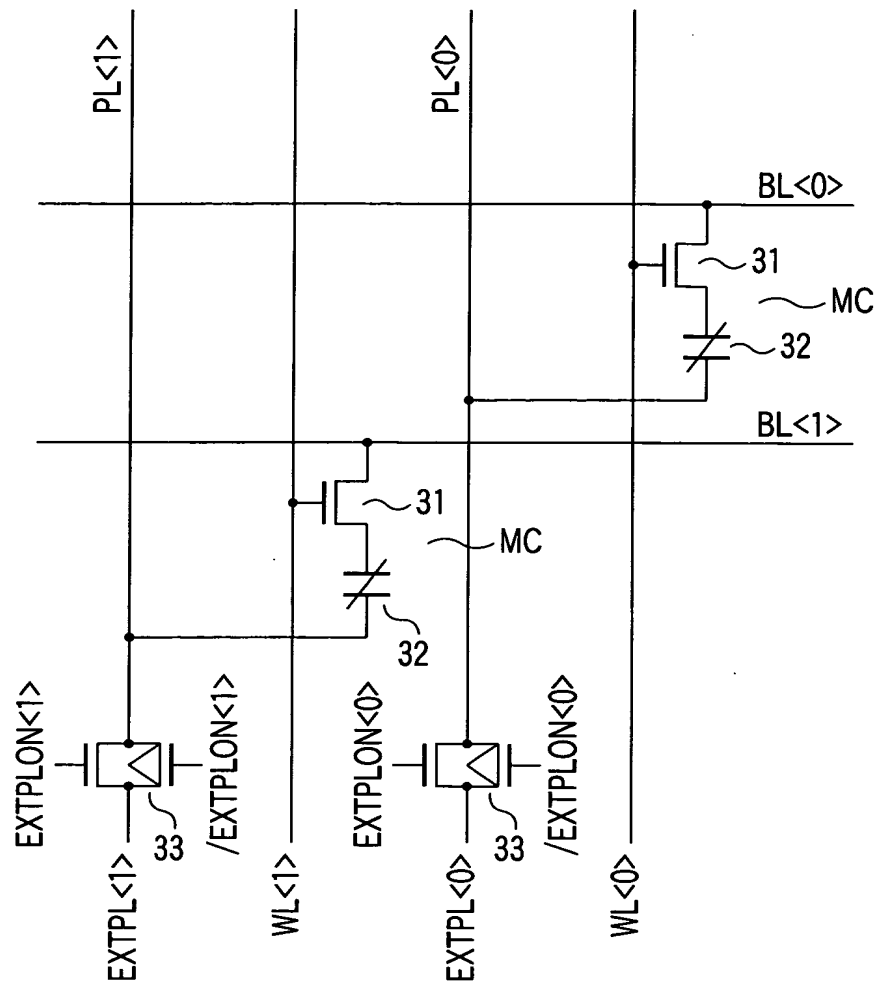 PL<1>
PL<0>
BL<0>
31
MC
32
BL<1>
31
MC
32
EXTPLON<1>
/EXTPLON<1>
EXTPLON<0>
/EXTPLON<0>
33
33
EXTPL<1>
WL<1>
EXTPL<0>
WL<0>